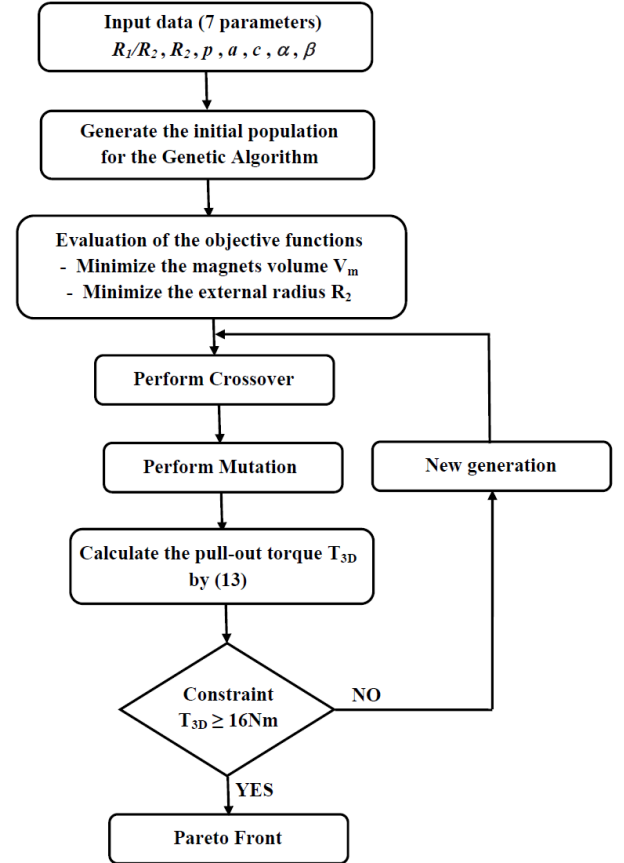 Input data (7 parameters)
R₁/R₂ , R₂ , p , a , c , α , β
Generate the initial population
for the Genetic Algorithm
Evaluation of the objective functions
- Minimize the magnets volume Vₘ
- Minimize the external radius R₂
Perform Crossover
Perform Mutation
New generation
Calculate the pull-out torque T₃D
by (13)
Constraint
T₃D ≥ 16Nm
NO
YES
Pareto Front